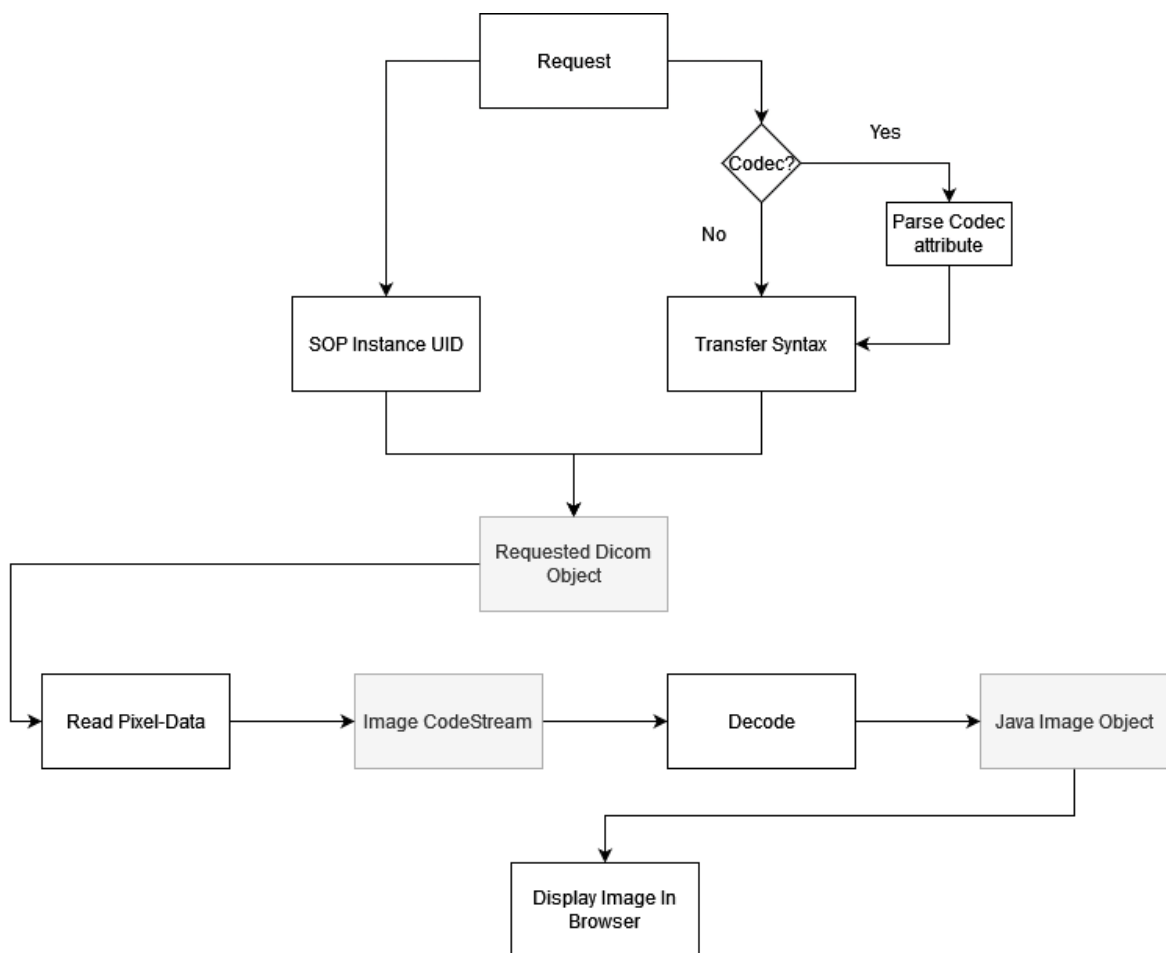 Request
Yes
Codec?
Parse Codec
attribute
No
SOP Instance UID
Transfer Syntax
Requested Dicom
Object
Read Pixel-Data
Image CodeStream
Decode
Java Image Object
Display Image In
Browser